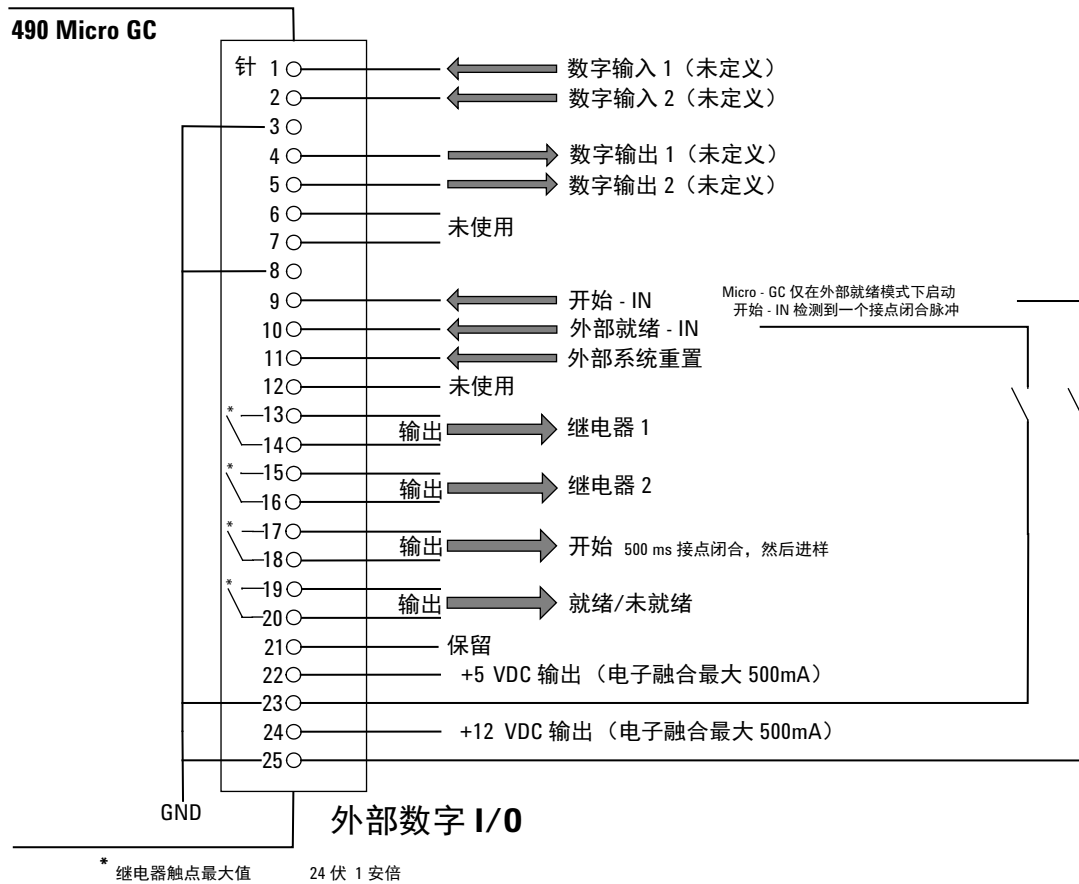 490 Micro GC
针 1 数字输入 1（未定义）
2 数字输入 2（未定义）
3
4 数字输出 1（未定义）
5 数字输出 2（未定义）
6
未使用
7
8
9 开始 - IN
Micro - GC 仅在外部就绪模式下启动
开始 - IN 检测到一个接点闭合脉冲
10 外部就绪 - IN
11 外部系统重置
12 未使用
* 13
输出 继电器 1
14
* 15
输出 继电器 2
16
* 17
输出 开始 500 ms 接点闭合，然后进样
18
* 19
输出 就绪/未就绪
20
21 保留
22 +5 VDC 输出（电子融合最大 500mA）
23
24 +12 VDC 输出（电子融合最大 500mA）
25
GND
外部数字 I/O
* 继电器触点最大值 24 伏 1 安倍